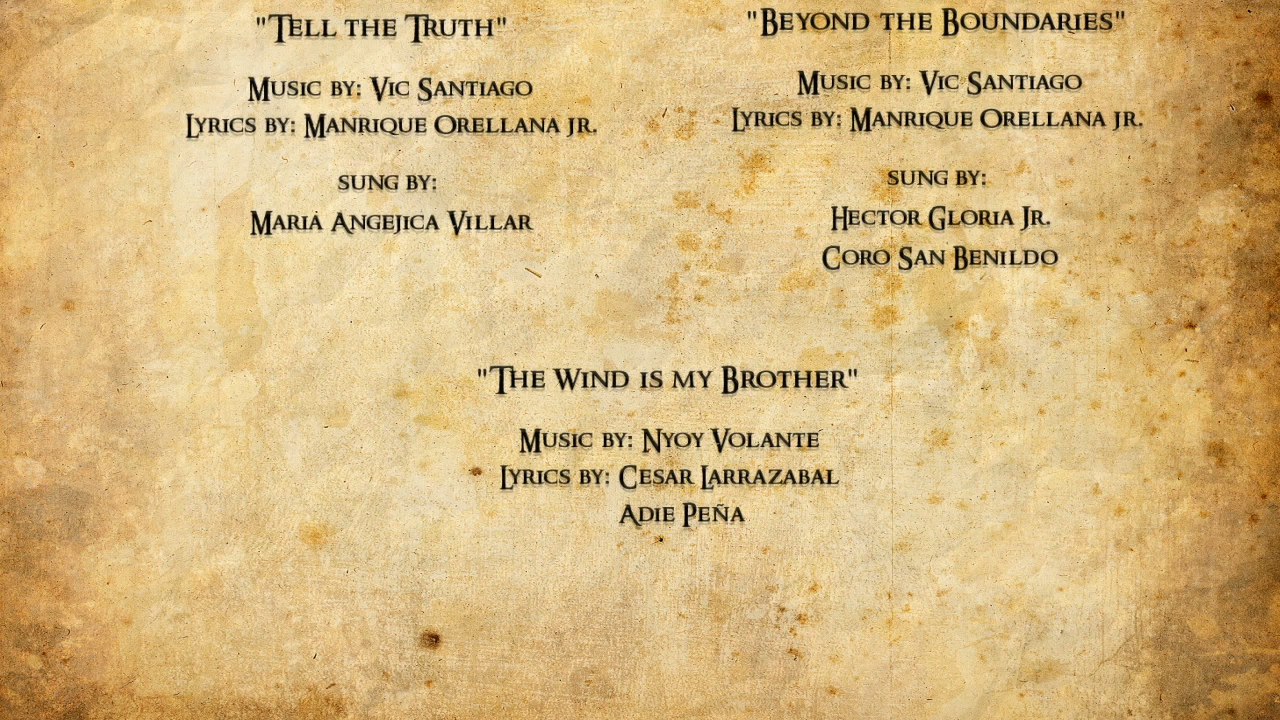 "Tell the Truth"
Music by: Vic Santiago
Lyrics by: Manrique Orellana Jr.
sung by:
Maria Angejica Villar
"Beyond the Boundaries"
Music by: Vic Santiago
Lyrics by: Manrique Orellana Jr.
sung by:
Hector Gloria Jr.
Coro San Benildo
"The Wind is my Brother"
Music by: Nyoy Volante
Lyrics by: Cesar Larrazabal
Adie Peña